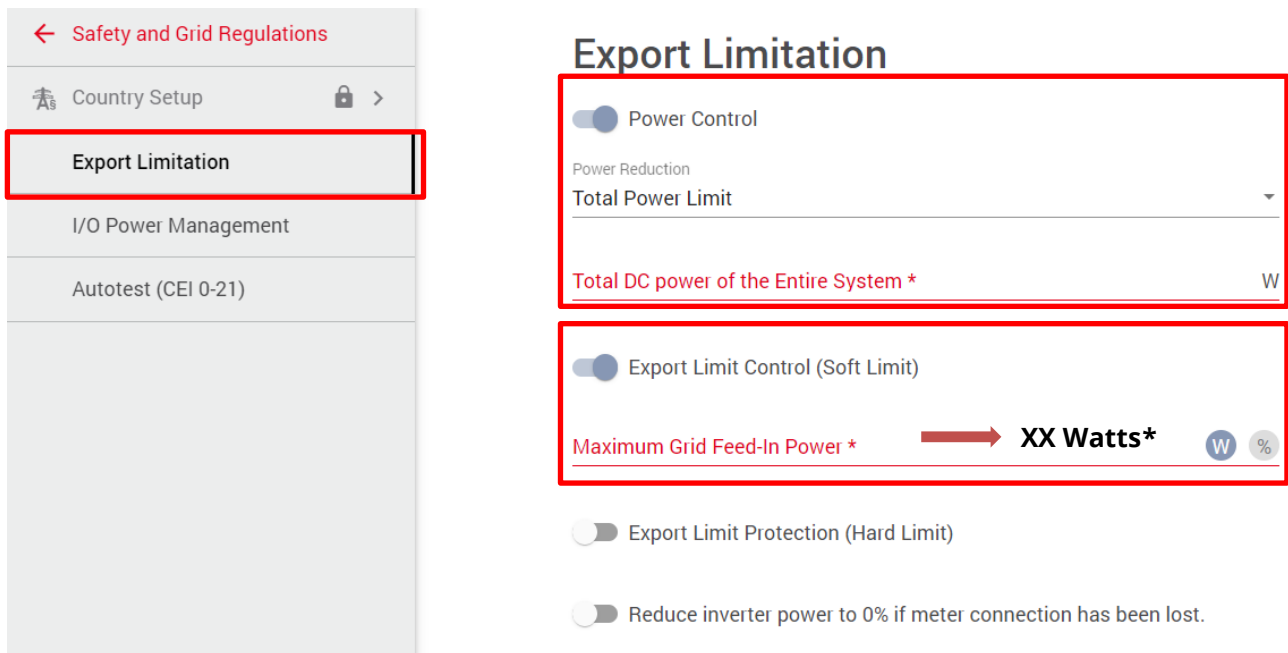 Safety and Grid Regulations
Country Setup
Export Limitation
I/O Power Management
Autotest (CEI 0-21)
Export Limitation
Power Control
Power Reduction
Total Power Limit
Total DC power of the Entire System * W
Export Limit Control (Soft Limit)
Maximum Grid Feed-In Power * XX Watts* W %
Export Limit Protection (Hard Limit)
Reduce inverter power to 0% if meter connection has been lost.